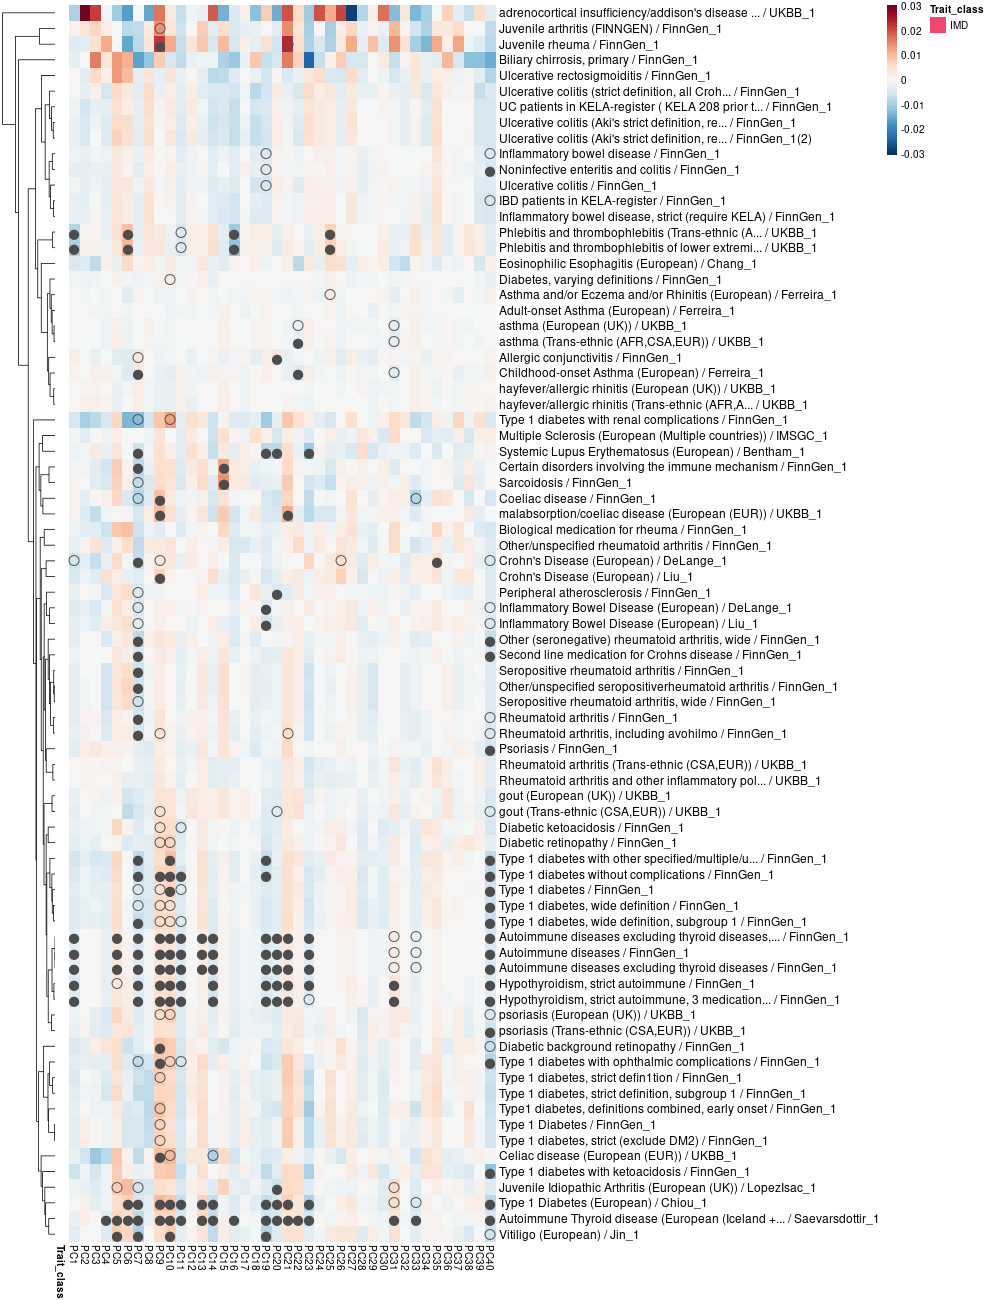 adrenocortical insufficiency/addison's disease ... / UKBB_1
Juvenile arthritis (FINNGEN) / FinnGen_1
Juvenile rheuma / FinnGen_1
Biliary chirrosis, primary / FinnGen_1
Ulcerative rectosigmoiditis / FinnGen_1
Ulcerative colitis (strict definition, all Croh... / FinnGen_1
UC patients in KELA-register ( KELA 208 prior t... / FinnGen_1
Ulcerative colitis (Aki's strict definition, re... / FinnGen_1
Ulcerative colitis (Aki's strict definition, re... / FinnGen_1(2)
Inflammatory bowel disease / FinnGen_1
Noninfective enteritis and colitis / FinnGen_1
Ulcerative colitis / FinnGen_1
IBD patients in KELA-register / FinnGen_1
Inflammatory bowel disease, strict (require KELA) / FinnGen_1
Phlebitis and thrombophlebitis (Trans-ethnic (A... / UKBB_1
Phlebitis and thrombophlebitis of lower extremi... / UKBB_1
Eosinophilic Esophagitis (European) / Chang_1
Diabetes, varying definitions / FinnGen_1
Asthma and/or Eczema and/or Rhinitis (European) / Ferreira_1
Adult-onset Asthma (European) / Ferreira_1
asthma (European (UK)) / UKBB_1
asthma (Trans-ethnic (AFR,CSA,EUR)) / UKBB_1
Allergic conjunctivitis / FinnGen_1
Childhood-onset Asthma (European) / Ferreira_1
hayfever/allergic rhinitis (European (UK)) / UKBB_1
hayfever/allergic rhinitis (Trans-ethnic (AFR,A... / UKBB_1
Type 1 diabetes with renal complications / FinnGen_1
Multiple Sclerosis (European (Multiple countries)) / IMSGC_1
Systemic Lupus Erythematosus (European) / Bentham_1
Certain disorders involving the immune mechanism / FinnGen_1
Sarcoidosis / FinnGen_1
Coeliac disease / FinnGen_1
malabsorption/coeliac disease (European (EUR)) / UKBB_1
Biological medication for rheuma / FinnGen_1
Other/unspecified rheumatoid arthritis / FinnGen_1
Crohn's Disease (European) / DeLange_1
Crohn's Disease (European) / Liu_1
Peripheral atherosclerosis / FinnGen_1
Inflammatory Bowel Disease (European) / DeLange_1
Inflammatory Bowel Disease (European) / Liu_1
Other (seronegative) rheumatoid arthritis, wide / FinnGen_1
Second line medication for Crohns disease / FinnGen_1
Seropositive rheumatoid arthritis / FinnGen_1
Other/unspecified seropositiverheumatoid arthritis / FinnGen_1
Seropositive rheumatoid arthritis, wide / FinnGen_1
Rheumatoid arthritis / FinnGen_1
Rheumatoid arthritis, including avohilmo / FinnGen_1
Psoriasis / FinnGen_1
Rheumatoid arthritis (Trans-ethnic (CSA,EUR)) / UKBB_1
Rheumatoid arthritis and other inflammatory pol... / UKBB_1
gout (European (UK)) / UKBB_1
gout (Trans-ethnic (CSA,EUR)) / UKBB_1
Diabetic ketoacidosis / FinnGen_1
Diabetic retinopathy / FinnGen_1
Type 1 diabetes with other specified/multiple/u... / FinnGen_1
Type 1 diabetes without complications / FinnGen_1
Type 1 diabetes / FinnGen_1
Type 1 diabetes, wide definition / FinnGen_1
Type 1 diabetes, wide definition, subgroup 1 / FinnGen_1
Autoimmune diseases excluding thyroid diseases,... / FinnGen_1
Autoimmune diseases / FinnGen_1
Autoimmune diseases excluding thyroid diseases / FinnGen_1
Hypothyroidism, strict autoimmune / FinnGen_1
Hypothyroidism, strict autoimmune, 3 medication... / FinnGen_1
psoriasis (European (UK)) / UKBB_1
psoriasis (Trans-ethnic (CSA,EUR)) / UKBB_1
Diabetic background retinopathy / FinnGen_1
Type 1 diabetes with ophthalmic complications / FinnGen_1
Type 1 diabetes, strict defin1tion / FinnGen_1
Type 1 diabetes, strict definition, subgroup 1 / FinnGen_1
Type1 diabetes, definitions combined, early onset / FinnGen_1
Type 1 Diabetes / FinnGen_1
Type 1 diabetes, strict (exclude DM2) / FinnGen_1
Celiac disease (European (EUR)) / UKBB_1
Type 1 diabetes with ketoacidosis / FinnGen_1
Juvenile Idiopathic Arthritis (European (UK)) / LopezIsac_1
Type 1 Diabetes (European) / Chiou_1
Autoimmune Thyroid disease (European (Iceland +... / Saevarsdottir_1
Vitiligo (European) / Jin_1
Trait_class
PC1
PC2
PC3
PC4
PC5
PC6
PC7
PC8
PC9
PC10
PC11
PC12
PC13
PC14
PC15
PC16
PC17
PC18
PC19
PC20
PC21
PC22
PC23
PC24
PC25
PC26
PC27
PC28
PC29
PC30
PC31
PC32
PC33
PC34
PC35
PC36
PC37
PC38
PC39
PC40
0.03
0.02
0.01
0
-0.01
-0.02
-0.03
Trait_class
IMD